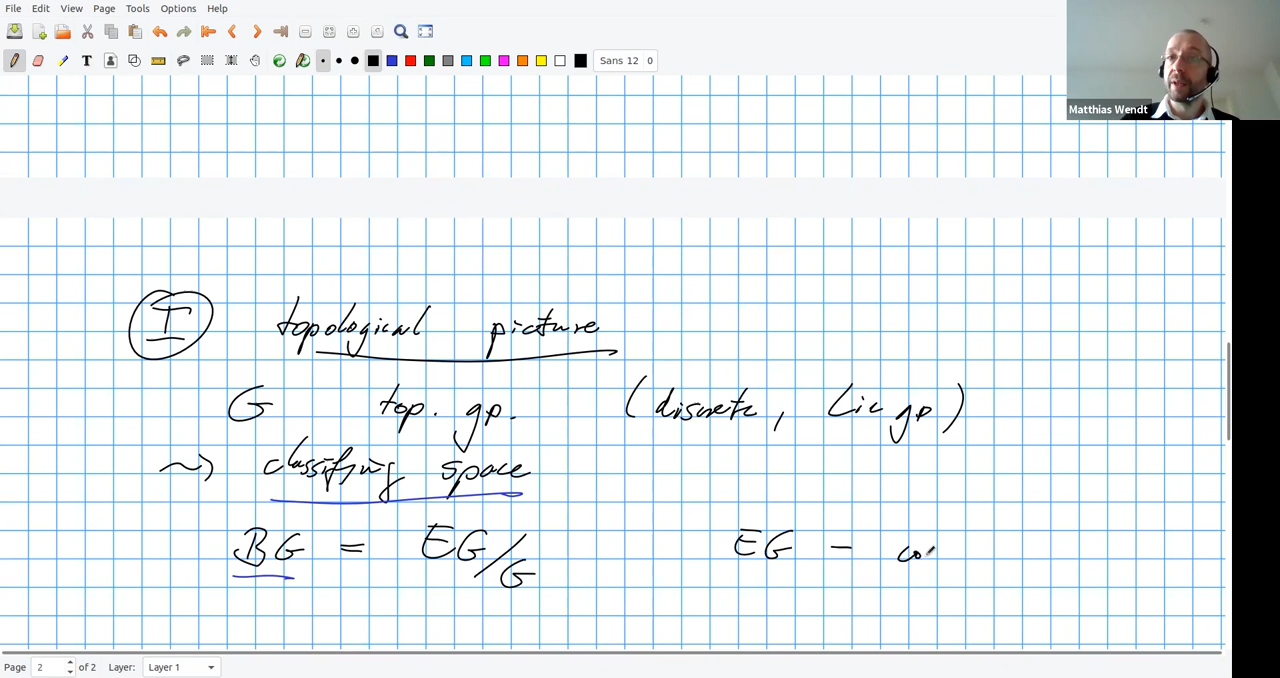 File Edit View Page Tools Options Help
Sans 12 0
Matthias Wendt
I topological picture
G top. gp. (discrete, Lie gp)
⇝ classifying space
BG = EG/G EG – co
Page 2 of 2 Layer: Layer 1